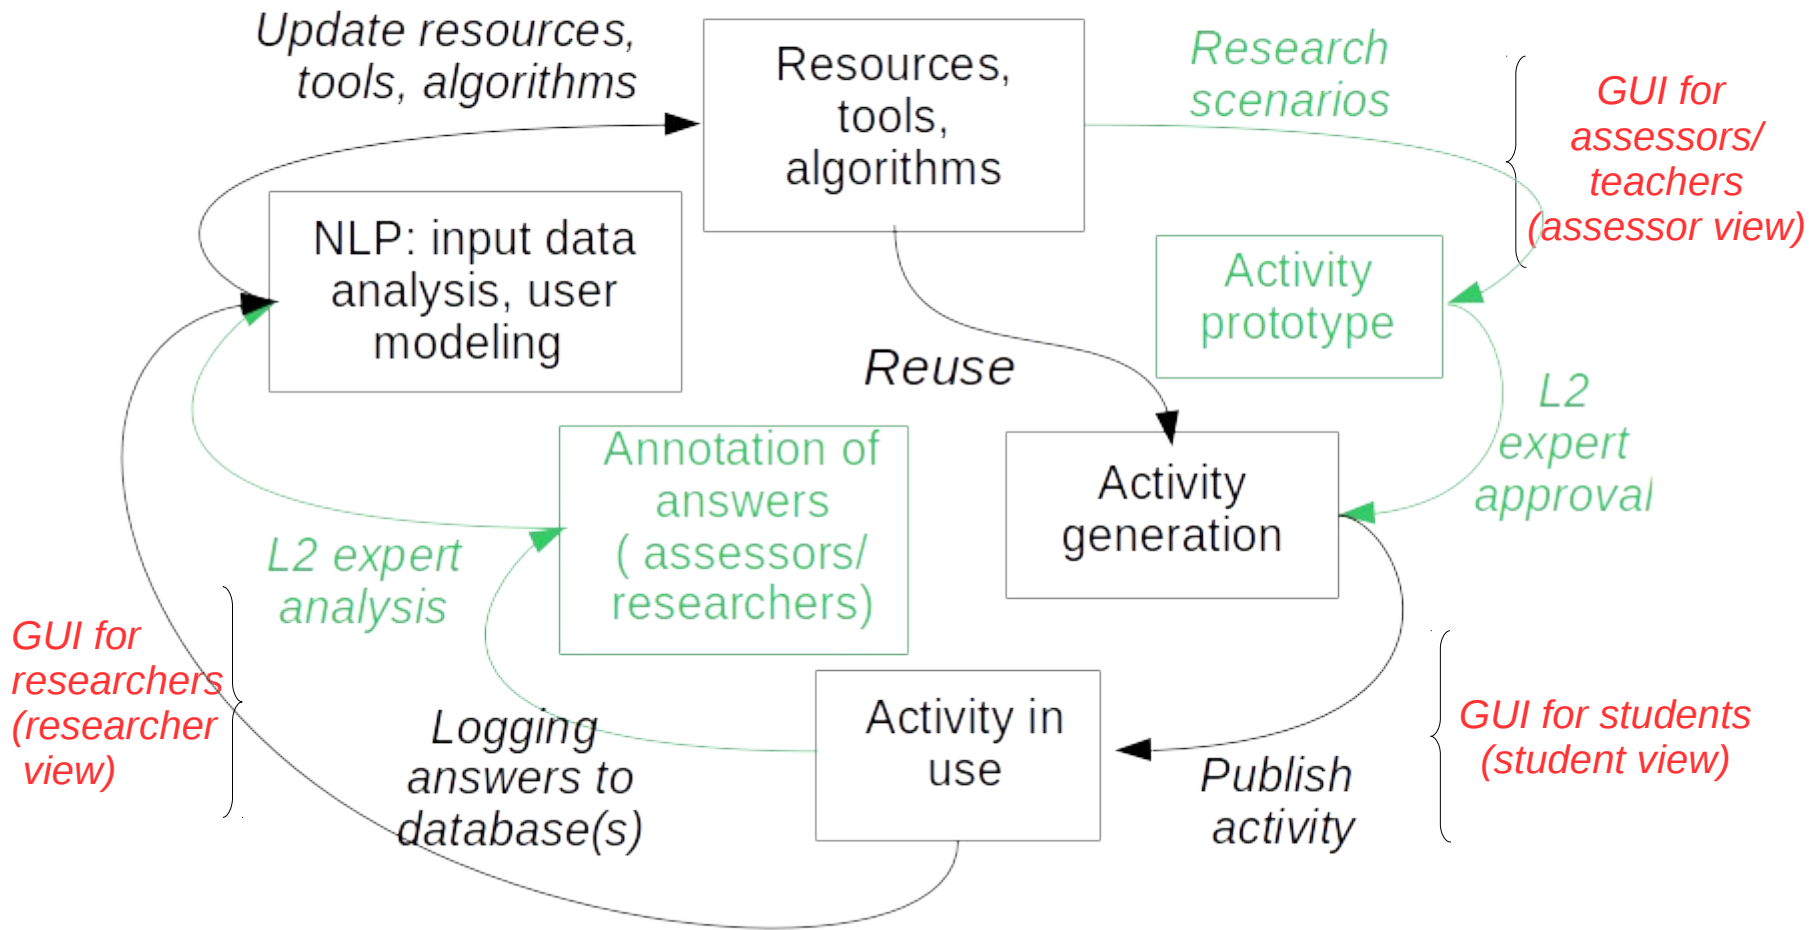 Update resources,
tools, algorithms
Resources,
tools,
algorithms
Research
scenarios
GUI for
assessors/
teachers
(assessor view)
NLP: input data
analysis, user
modeling
Activity
prototype
Reuse
L2
expert
approval
Annotation of
answers
( assessors/
researchers)
Activity
generation
L2 expert
analysis
GUI for
researchers
(researcher
view)
Logging
answers to
database(s)
Activity in
use
Publish
activity
GUI for students
(student view)